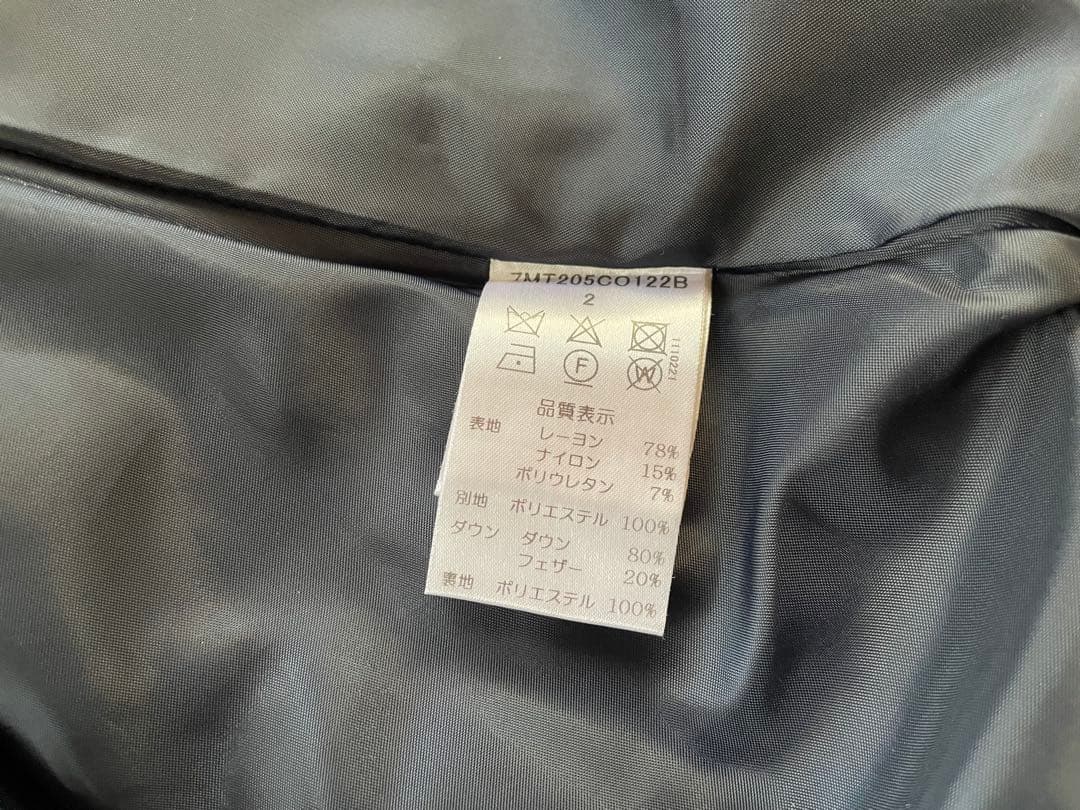 7MT205CO122B
2
F
W
1110221
品質表示
表地 レーヨン 78%
ナイロン 15%
ポリウレタン 7%
別地 ポリエステル 100%
ダウン ダウン 80%
フェザー 20%
裏地 ポリエステル 100%